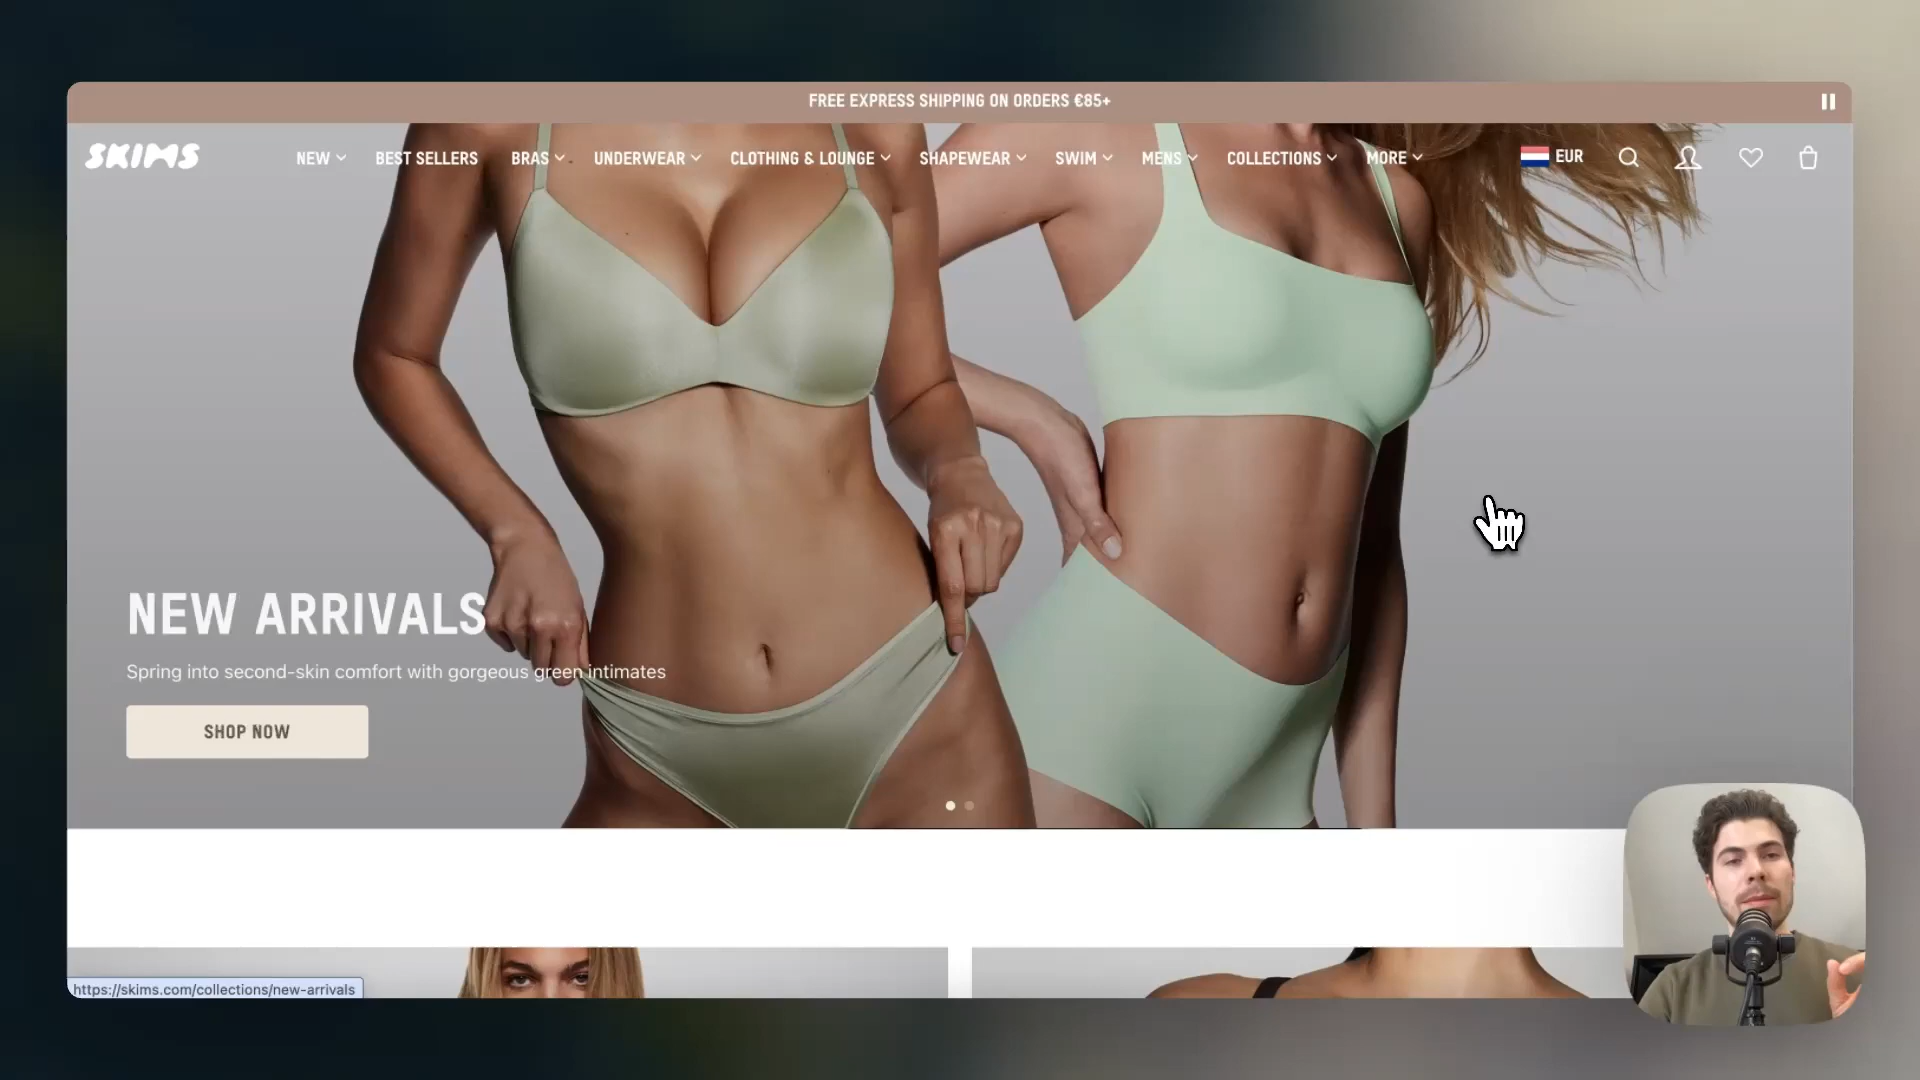 FREE EXPRESS SHIPPING ON ORDERS €85+
SKIMS
NEW
BEST SELLERS
BRAS
UNDERWEAR
CLOTHING & LOUNGE
SHAPEWEAR
SWIM
MENS
COLLECTIONS
MORE
EUR
NEW ARRIVALS
Spring into second-skin comfort with gorgeous green intimates
SHOP NOW
https://skims.com/collections/new-arrivals